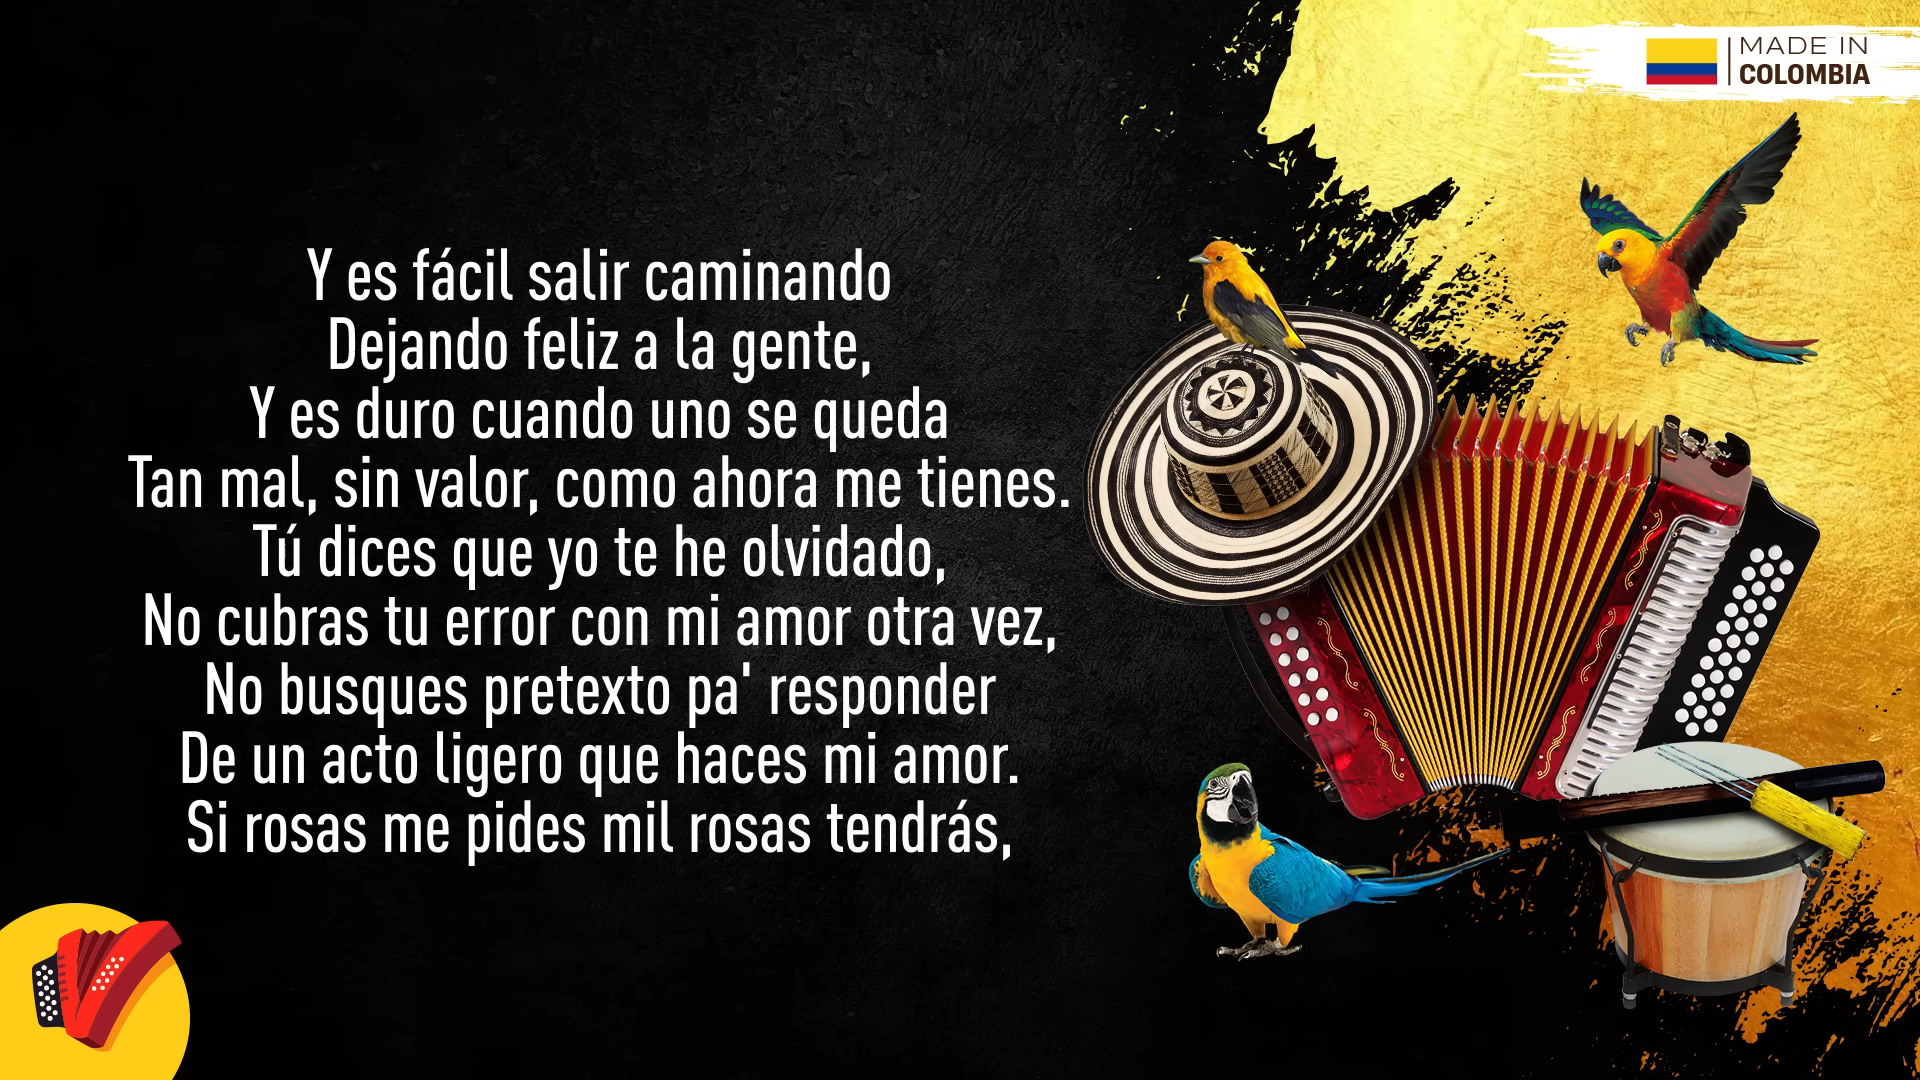 MADE IN
COLOMBIA
Y es fácil salir caminando
Dejando feliz a la gente,
Y es duro cuando uno se queda
Tan mal, sin valor, como ahora me tienes.
Tú dices que yo te he olvidado,
No cubras tu error con mi amor otra vez,
No busques pretexto pa' responder
De un acto ligero que haces mi amor.
Si rosas me pides mil rosas tendrás,